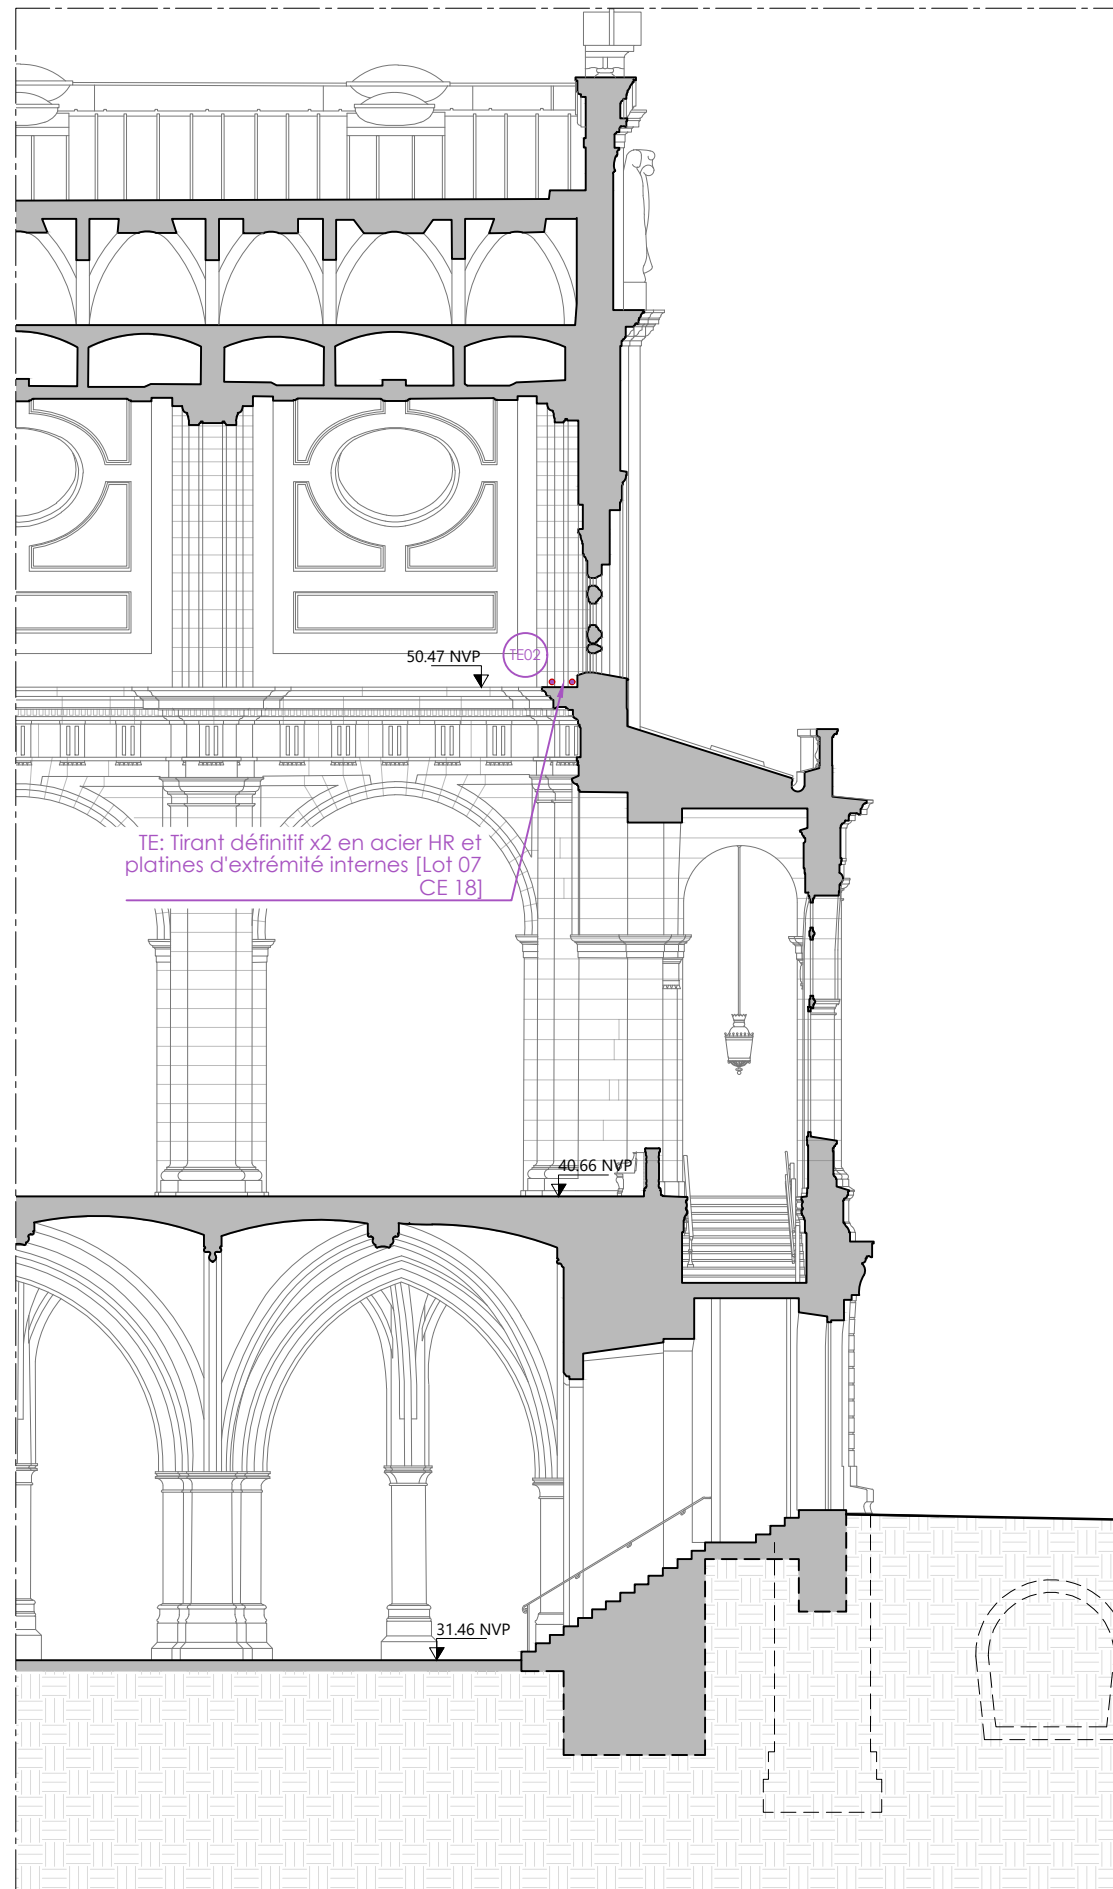 50.47 NVP
TE02
TE: Tirant définitif x2 en acier HR et
platines d'extrémité internes [Lot 07
CE 18]
40.66 NVP
31.46 NVP